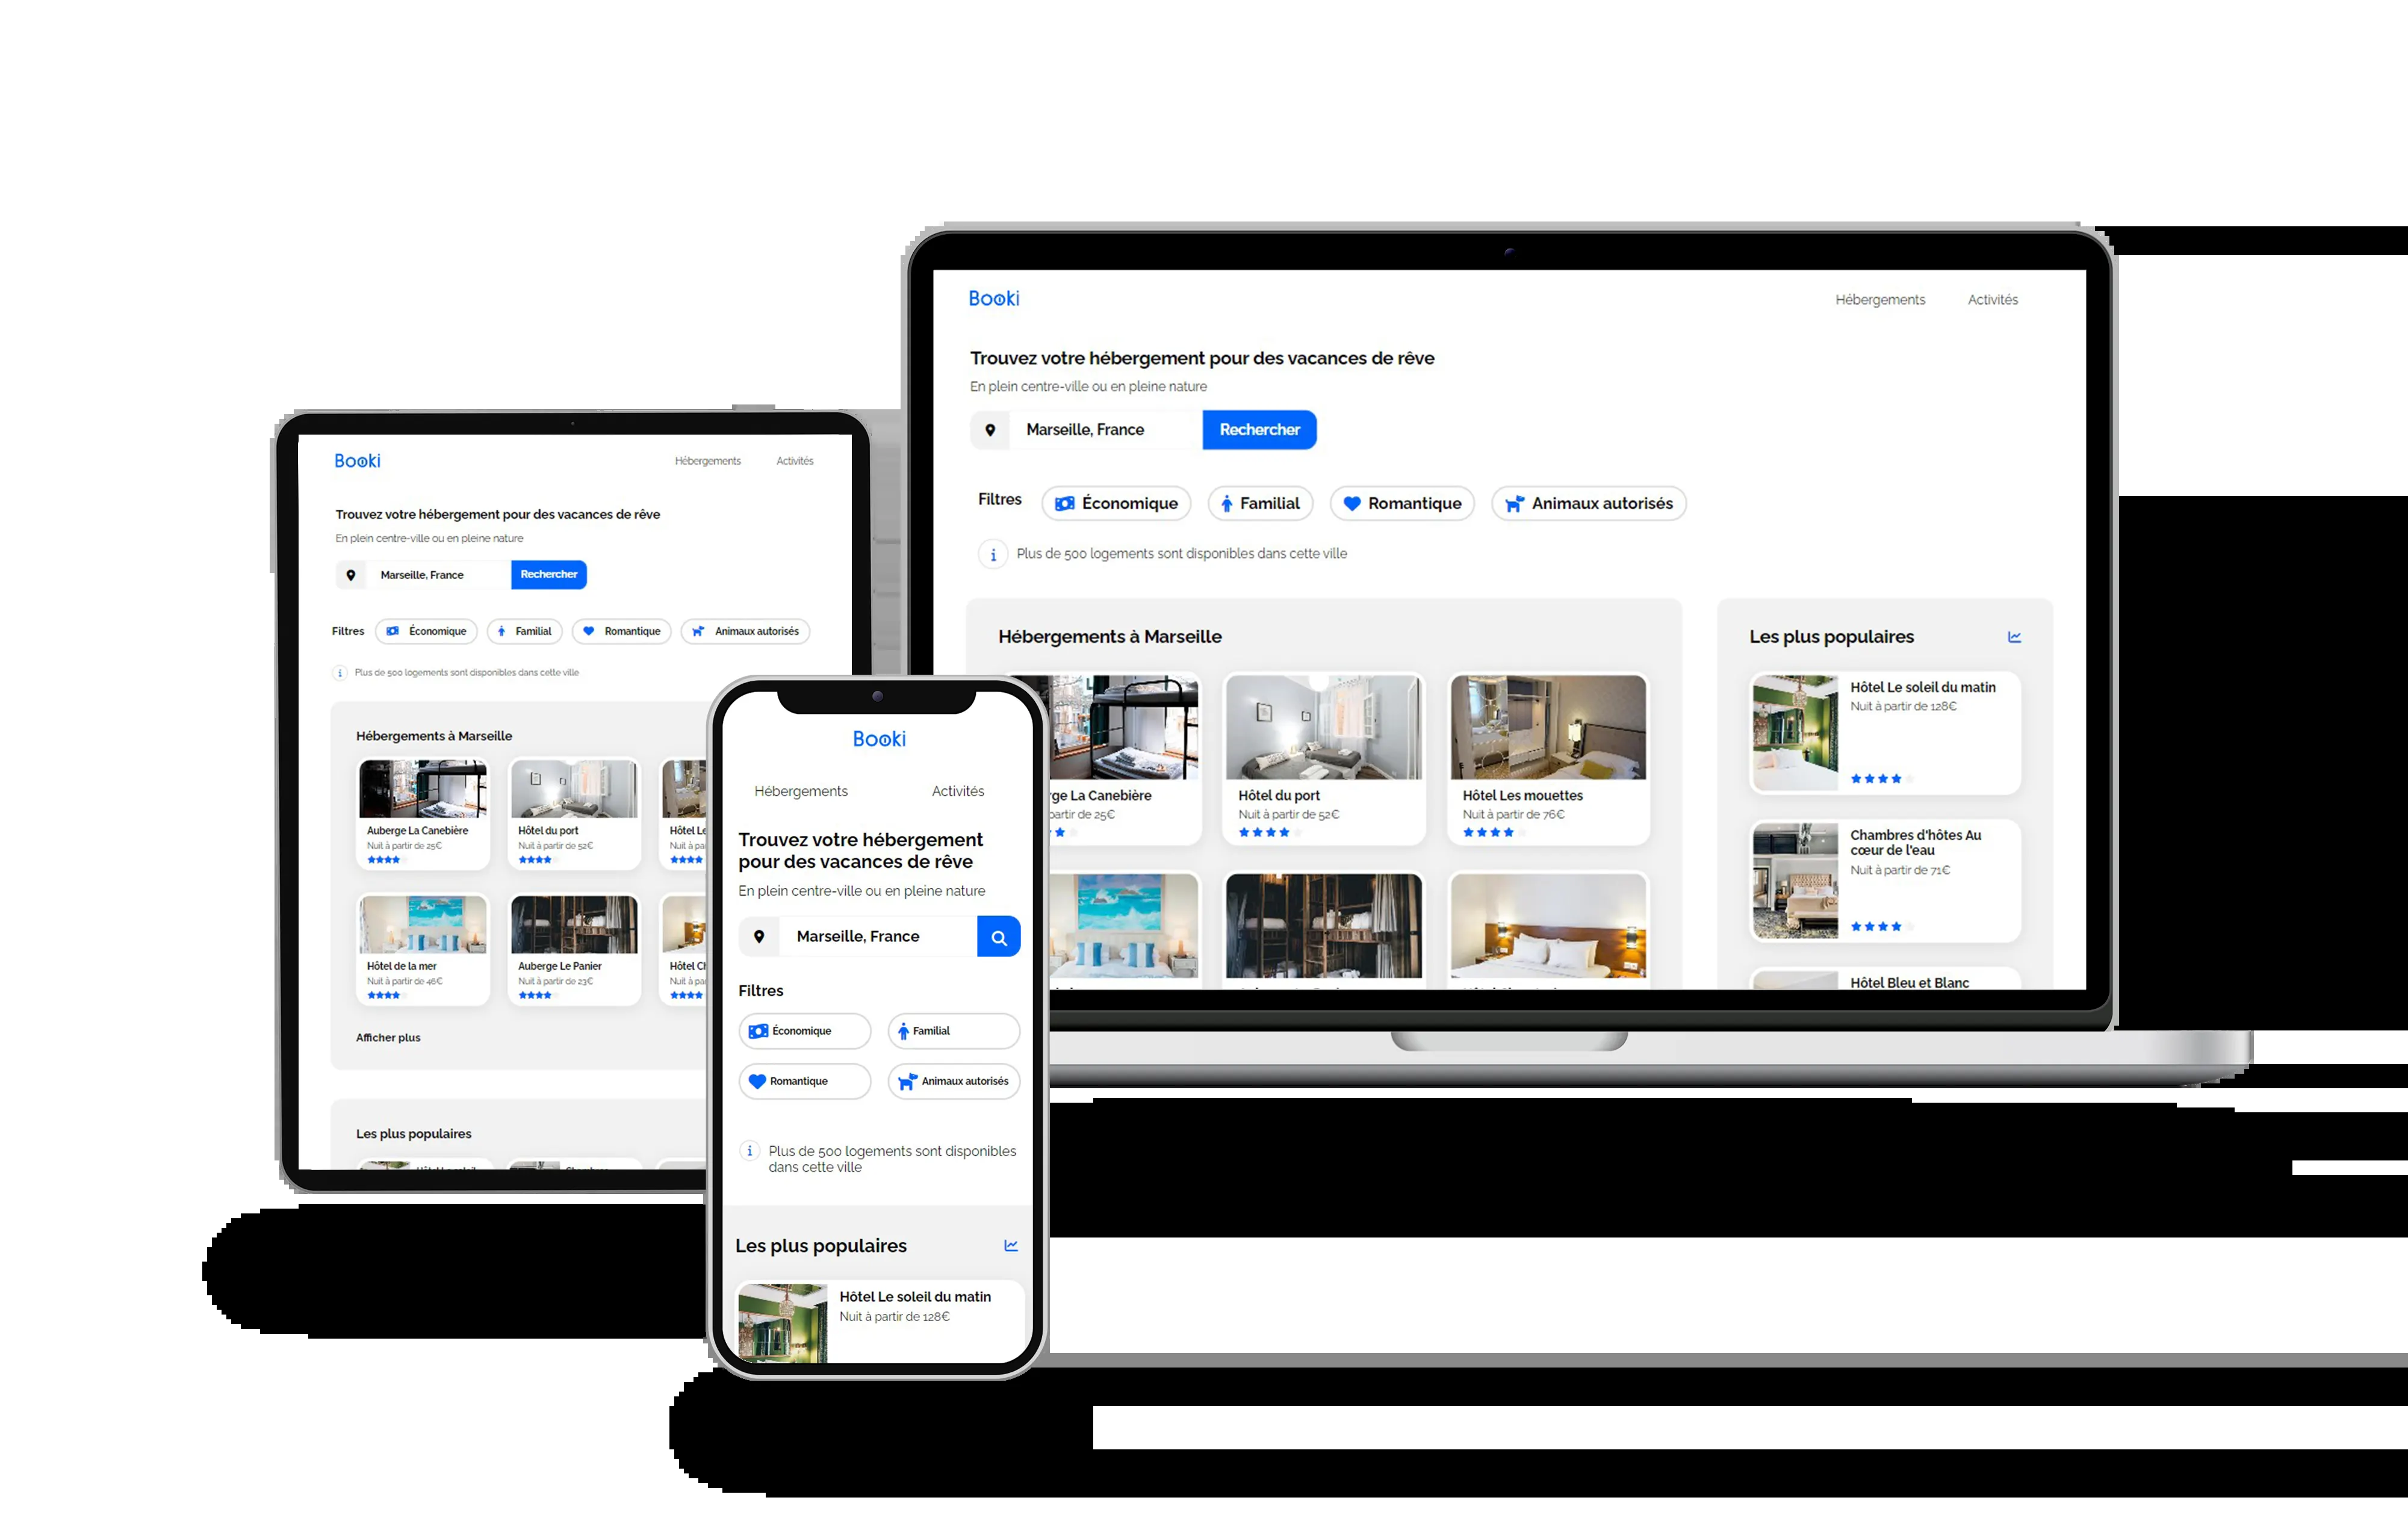 Booki
Hébergements
Activités
Trouvez votre hébergement pour des vacances de rêve
En plein centre-ville ou en pleine nature
Marseille, France
Rechercher
Filtres
Économique
Familial
Romantique
Animaux autorisés
Plus de 500 logements sont disponibles dans cette ville
Hébergements à Marseille
La Canebière
partir de 25€
Hôtel du port
Nuit à partir de 52€
Hôtel Les mouettes
Nuit à partir de 76€
Les plus populaires
Hôtel Le soleil du matin
Nuit à partir de 128€
Chambres d'hôtes Au
cœur de l'eau
Nuit à partir de 71€
Hôtel Bleu et Blanc
Booki
Hébergements
Activités
Trouvez votre hébergement pour des vacances de rêve
En plein centre-ville ou en pleine nature
Marseille, France
Rechercher
Filtres
Économique
Familial
Romantique
Animaux autorisés
Plus de 500 logements sont disponibles dans cette ville
Hébergements à Marseille
Auberge La Canebière
Nuit à partir de 25€
Hôtel du port
Nuit à partir de 52€
Hôtel Le
Nuit à pa
Hôtel de la mer
Nuit à partir de 46€
Auberge Le Panier
Nuit à partir de 23€
Hôtel Ch
Nuit à pa
Afficher plus
Les plus populaires
Booki
Hébergements
Activités
Trouvez votre hébergement
pour des vacances de rêve
En plein centre-ville ou en pleine nature
Marseille, France
Filtres
Économique
Familial
Romantique
Animaux autorisés
Plus de 500 logements sont disponibles
dans cette ville
Les plus populaires
Hôtel Le soleil du matin
Nuit à partir de 128€